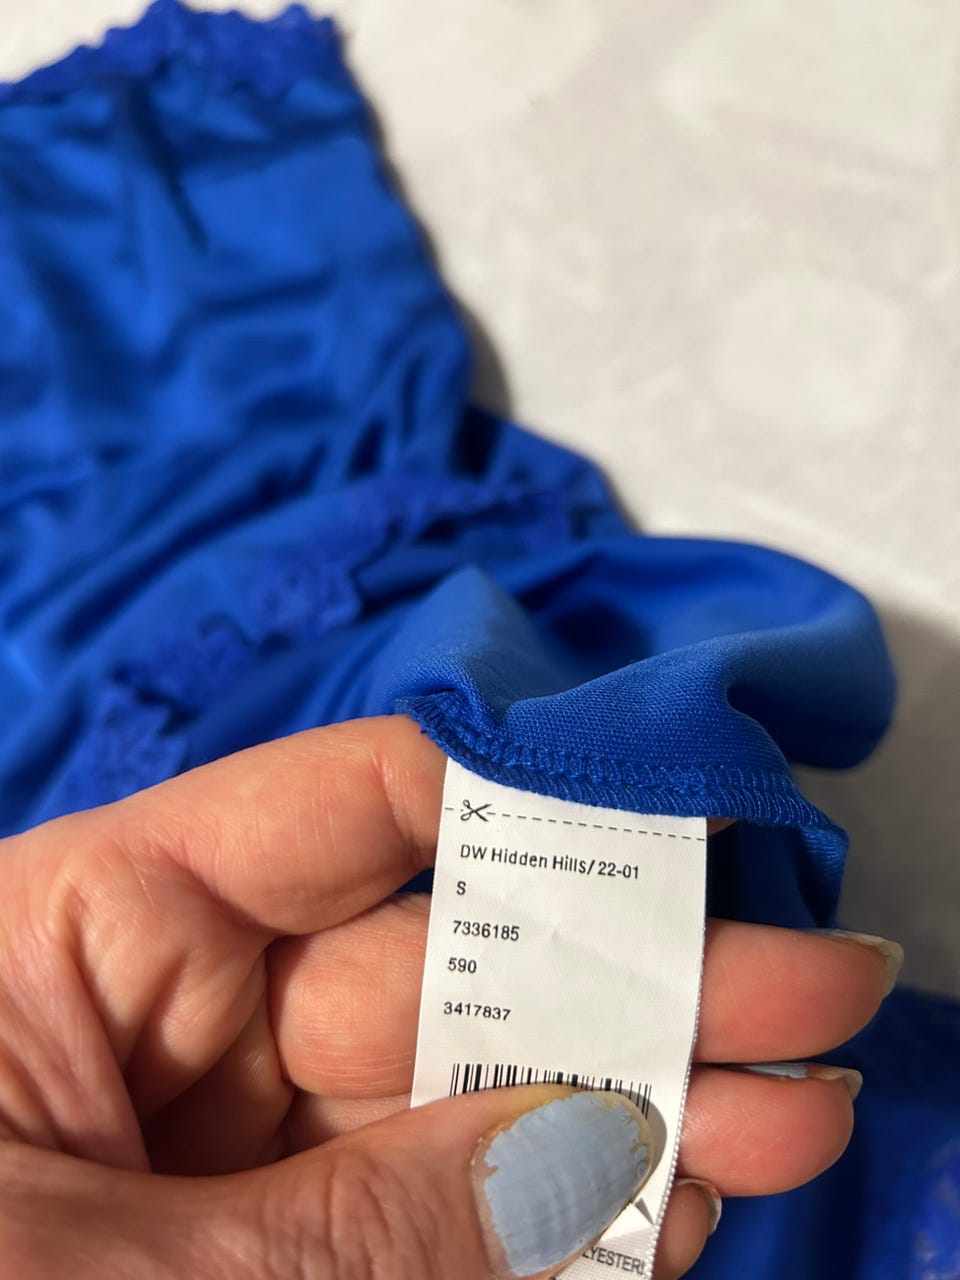 DW Hidden Hills/ 22-01
S
7336185
590
3417837